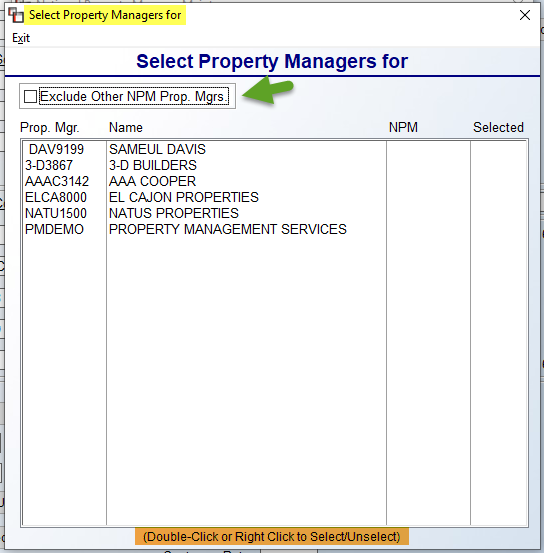 Select Property Managers for
Exit
Select Property Managers for
Exclude Other NPM Prop. Mgrs.
Prop. Mgr. Name NPM Selected
DAV9199 SAMEUL DAVIS
3-D3867 3-D BUILDERS
AAAC3142 AAA COOPER
ELCA8000 EL CAJON PROPERTIES
NATU1500 NATUS PROPERTIES
PMDEMO PROPERTY MANAGEMENT SERVICES
(Double-Click or Right Click to Select/Unselect)